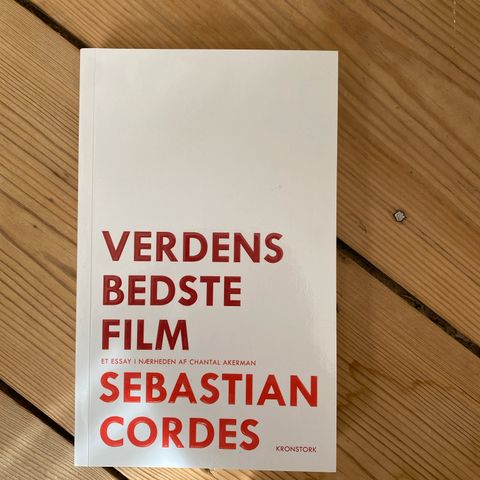 VERDENS
BEDSTE
FILM
ET ESSAY I NÆRHEDEN AF CHANTAL AKERMAN
SEBASTIAN
CORDES
KRONSTORK